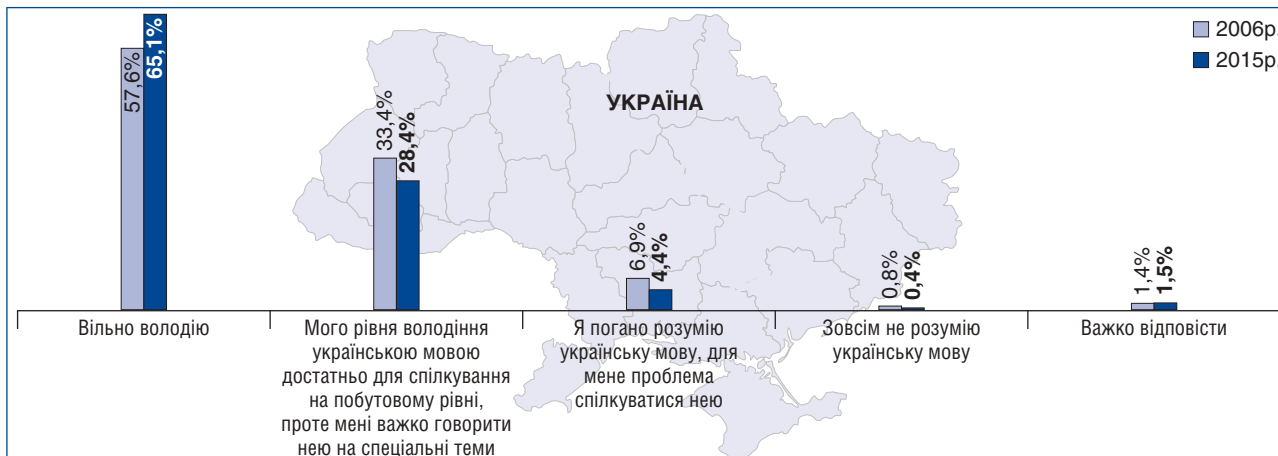 2006р.
2015р.
УКРАЇНА
57,6%
65,1%
33,4%
28,4%
6,9%
4,4%
0,8%
0,4%
1,4%
1,5%
Вільно володію
Мого рівня володіння
українською мовою
достатньо для спілкування
на побутовому рівні,
проте мені важко говорити
нею на спеціальні теми
Я погано розумію
українську мову, для
мене проблема
спілкуватися нею
Зовсім не розумію
українську мову
Важко відповісти